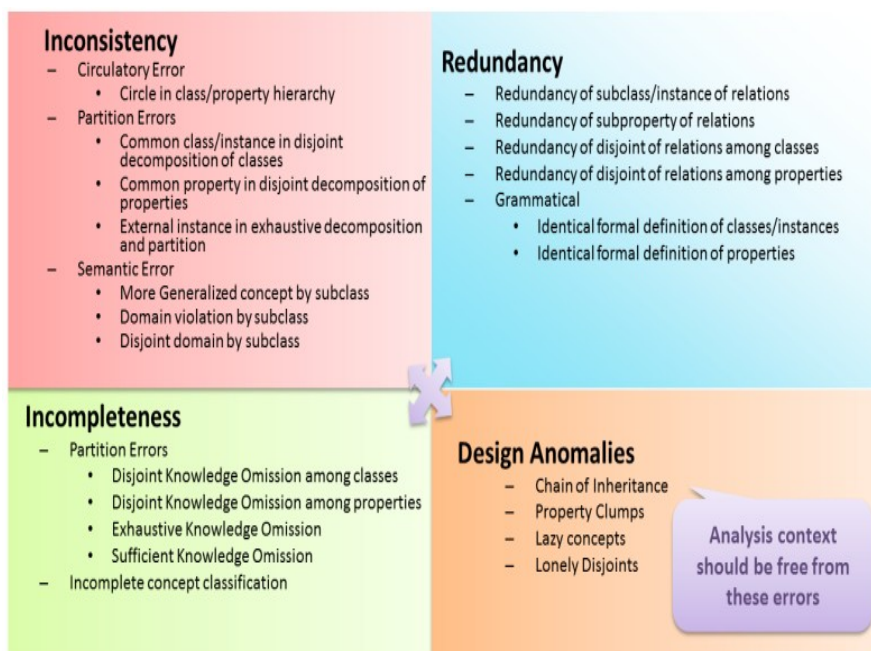 Inconsistency
– Circulatory Error
• Circle in class/property hierarchy
– Partition Errors
• Common class/instance in disjoint
decomposition of classes
• Common property in disjoint decomposition of
properties
• External instance in exhaustive decomposition
and partition
– Semantic Error
• More Generalized concept by subclass
• Domain violation by subclass
• Disjoint domain by subclass
Redundancy
– Redundancy of subclass/instance of relations
– Redundancy of subproperty of relations
– Redundancy of disjoint of relations among classes
– Redundancy of disjoint of relations among properties
– Grammatical
• Identical formal definition of classes/instances
• Identical formal definition of properties
Incompleteness
– Partition Errors
• Disjoint Knowledge Omission among classes
• Disjoint Knowledge Omission among properties
• Exhaustive Knowledge Omission
• Sufficient Knowledge Omission
– Incomplete concept classification
Design Anomalies
– Chain of Inheritance
– Property Clumps
– Lazy concepts
– Lonely Disjoints
Analysis context
should be free from
these errors